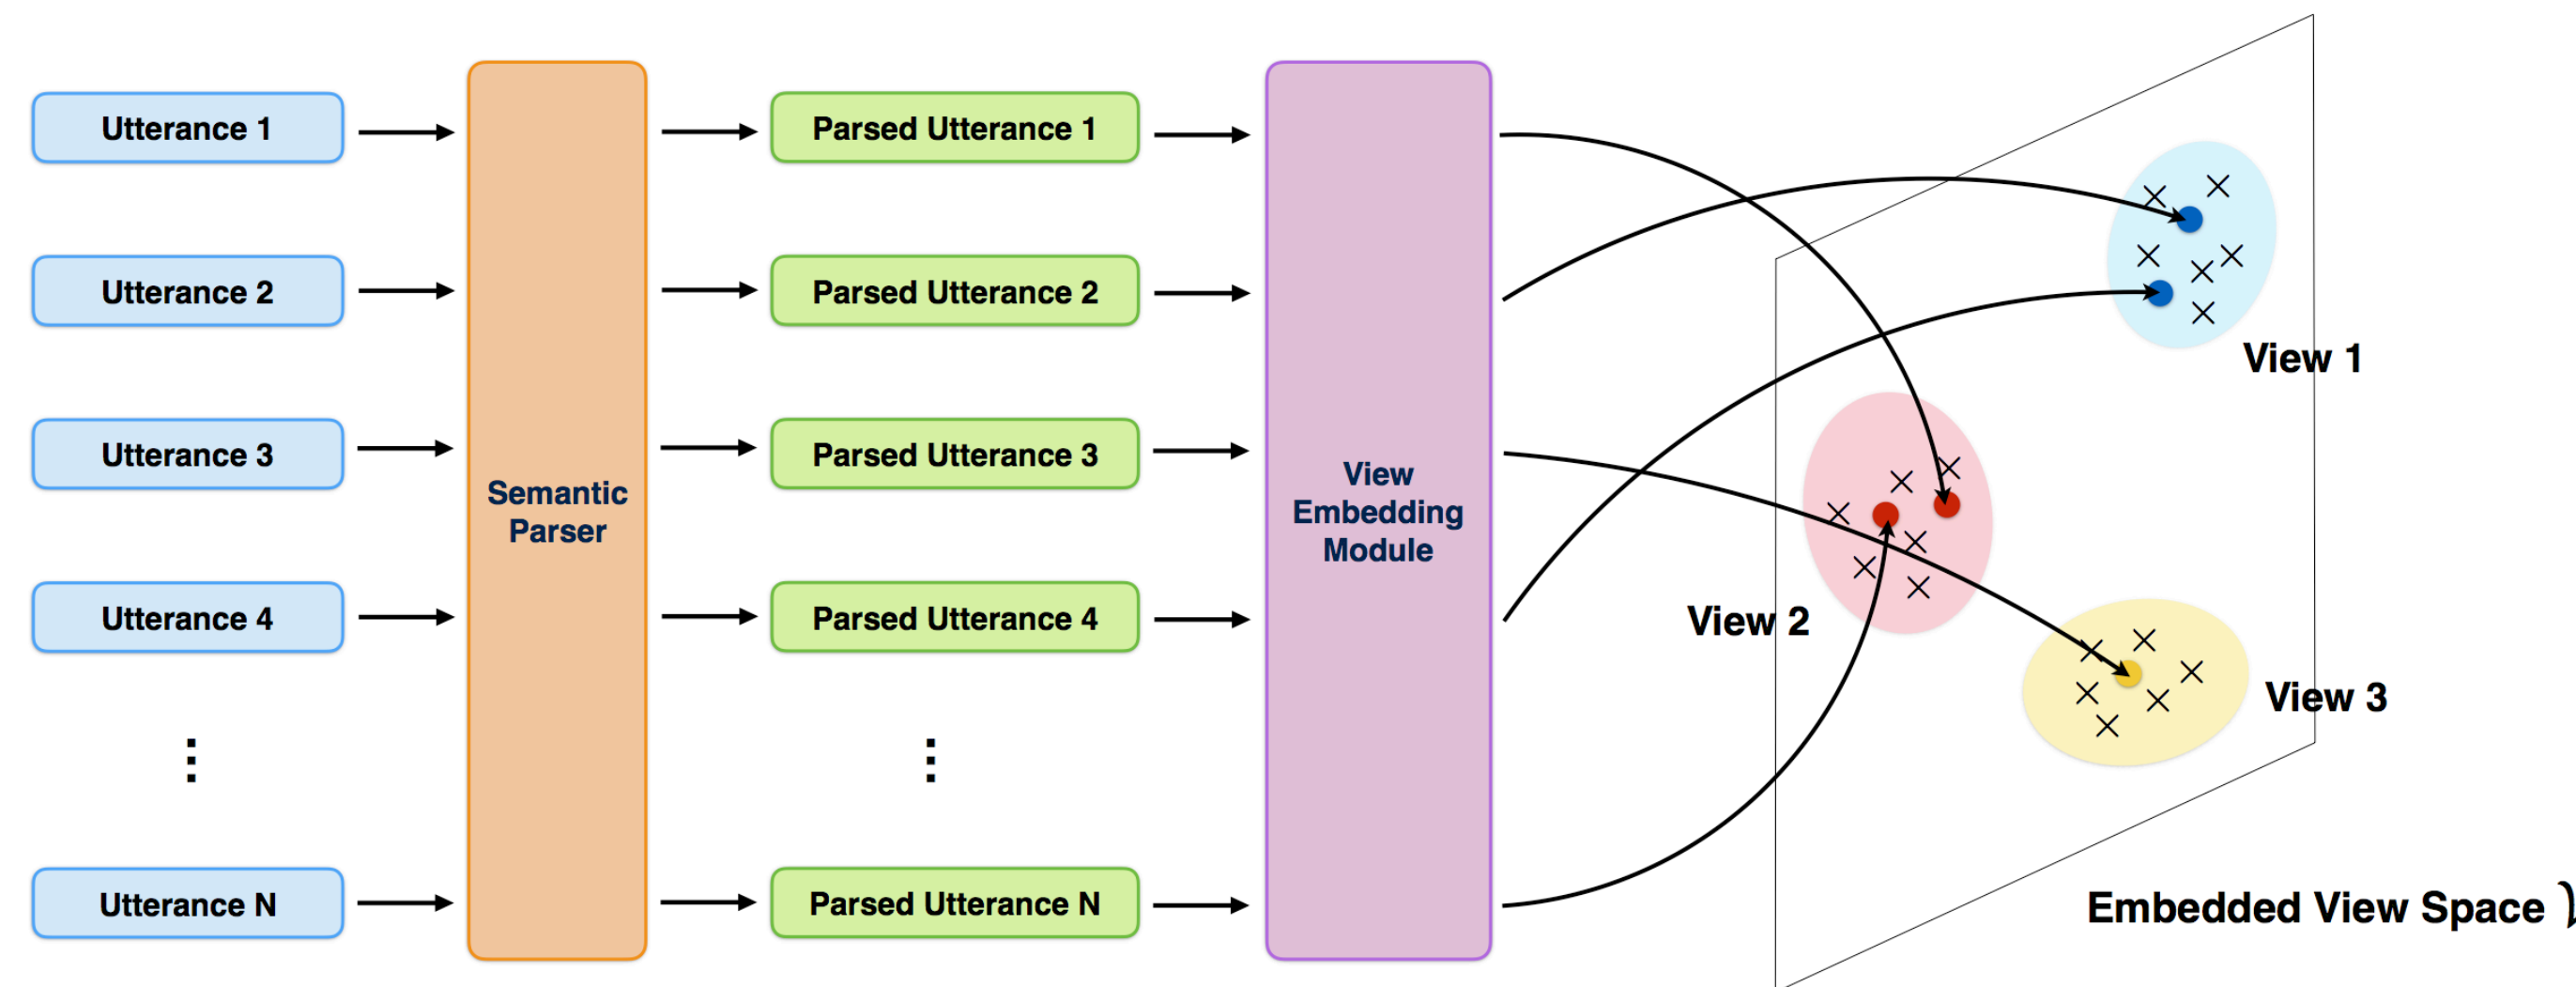 Utterance 1
Utterance 2
Utterance 3
Utterance 4
⋮
Utterance N
Semantic
Parser
Parsed Utterance 1
Parsed Utterance 2
Parsed Utterance 3
Parsed Utterance 4
⋮
Parsed Utterance N
View
Embedding
Module
View 1
View 2
View 3
Embedded View Space